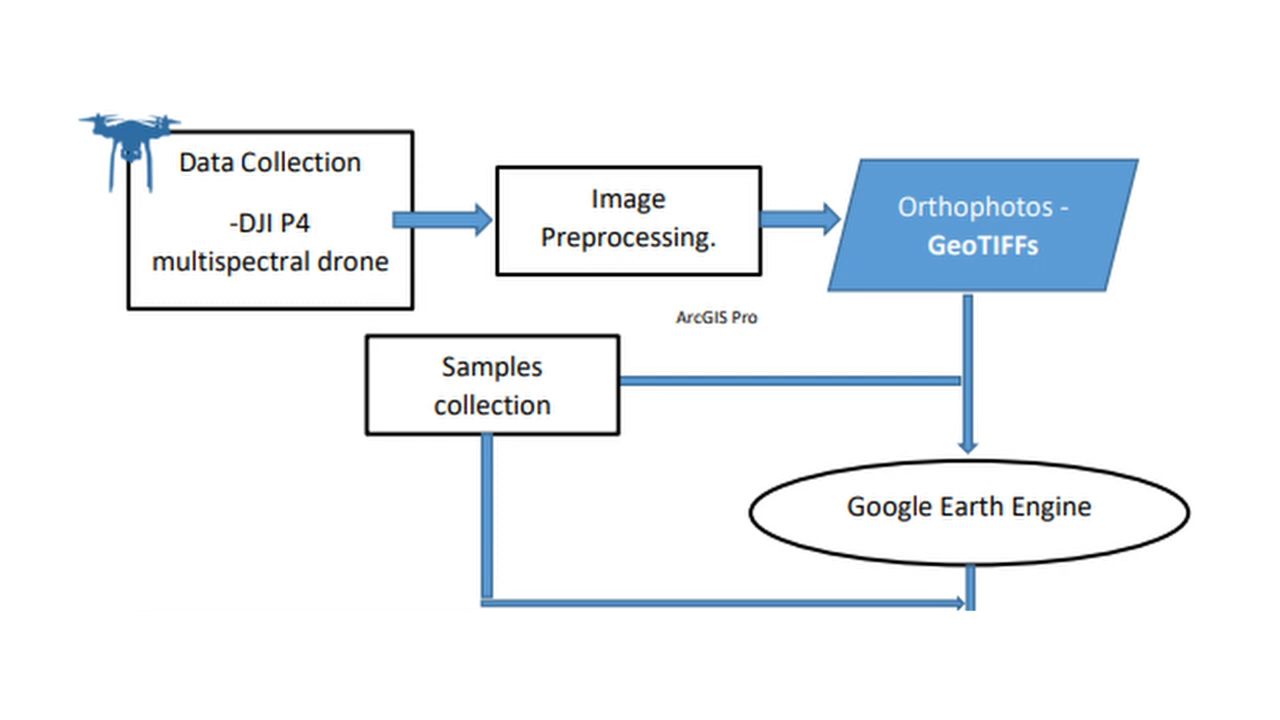 Data Collection
-DJI P4
multispectral drone
Image
Preprocessing.
Orthophotos -
GeoTIFFs
ArcGIS Pro
Samples
collection
Google Earth Engine